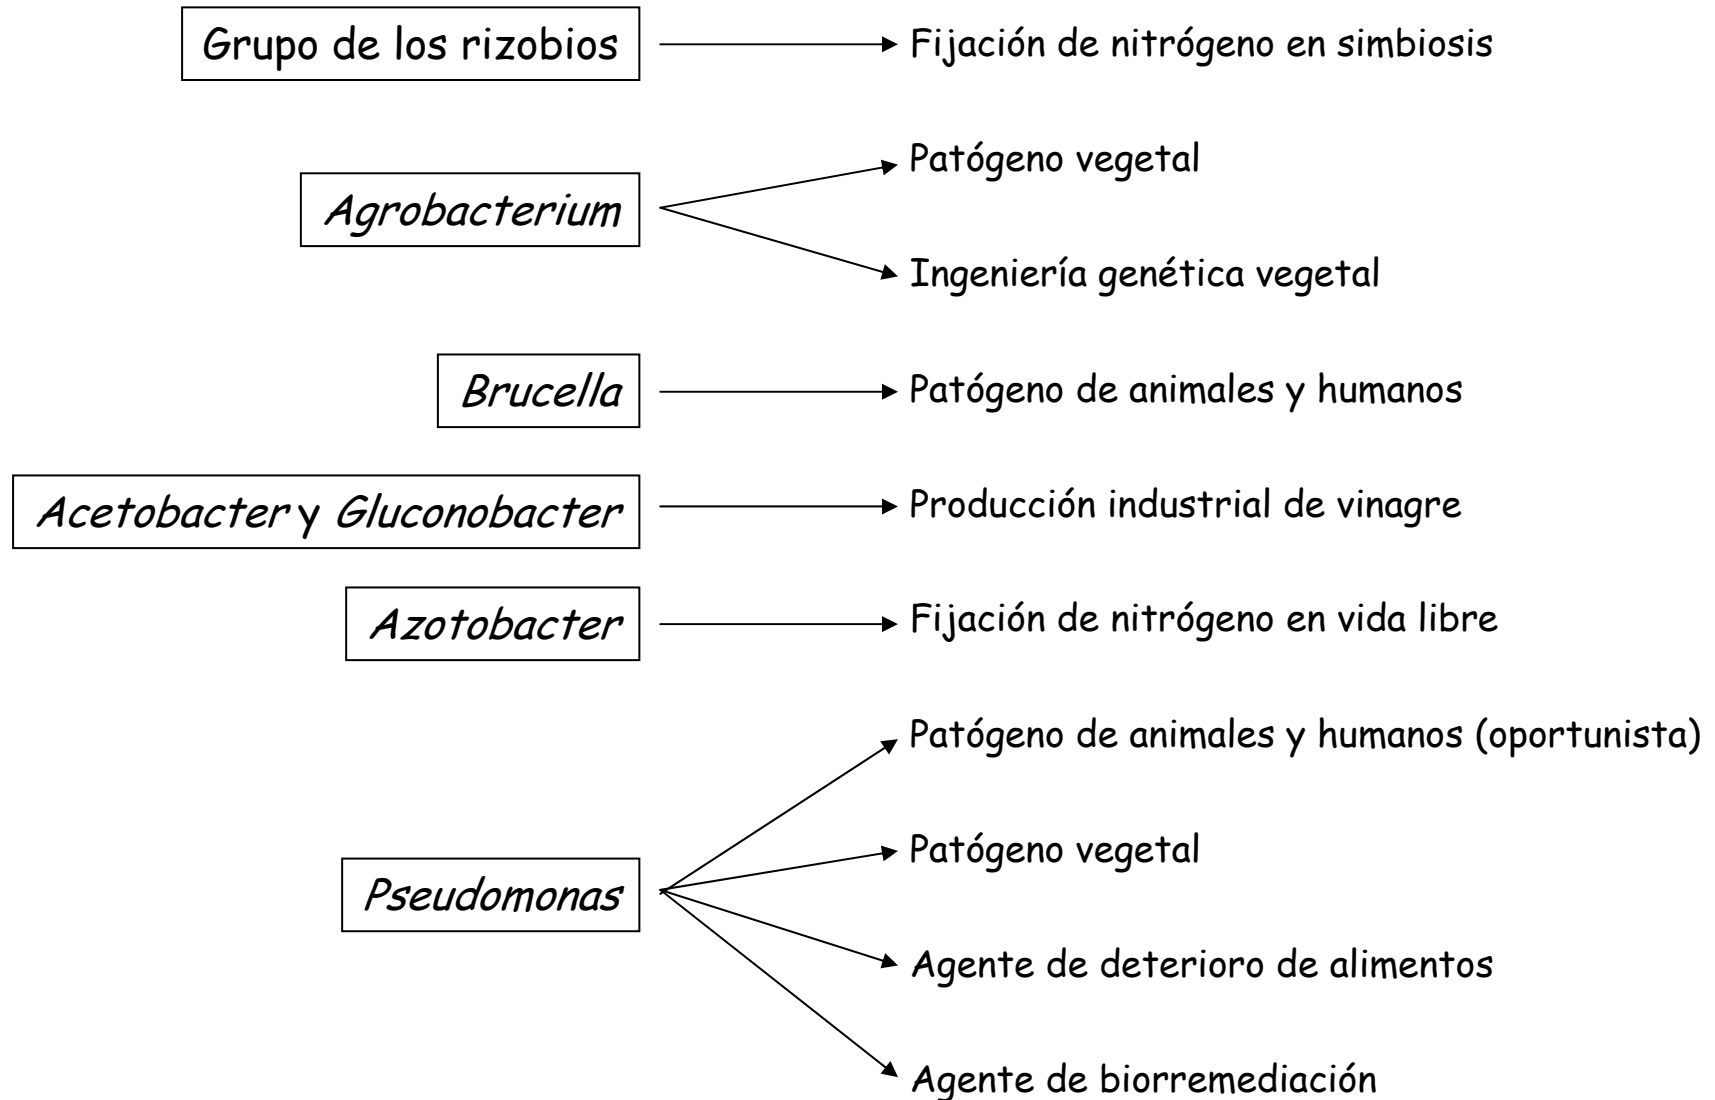 Grupo de los rizobios
Fijación de nitrógeno en simbiosis
Agrobacterium
Patógeno vegetal
Ingeniería genética vegetal
Brucella
Patógeno de animales y humanos
Acetobacter y Gluconobacter
Producción industrial de vinagre
Azotobacter
Fijación de nitrógeno en vida libre
Pseudomonas
Patógeno de animales y humanos (oportunista)
Patógeno vegetal
Agente de deterioro de alimentos
Agente de biorremediación